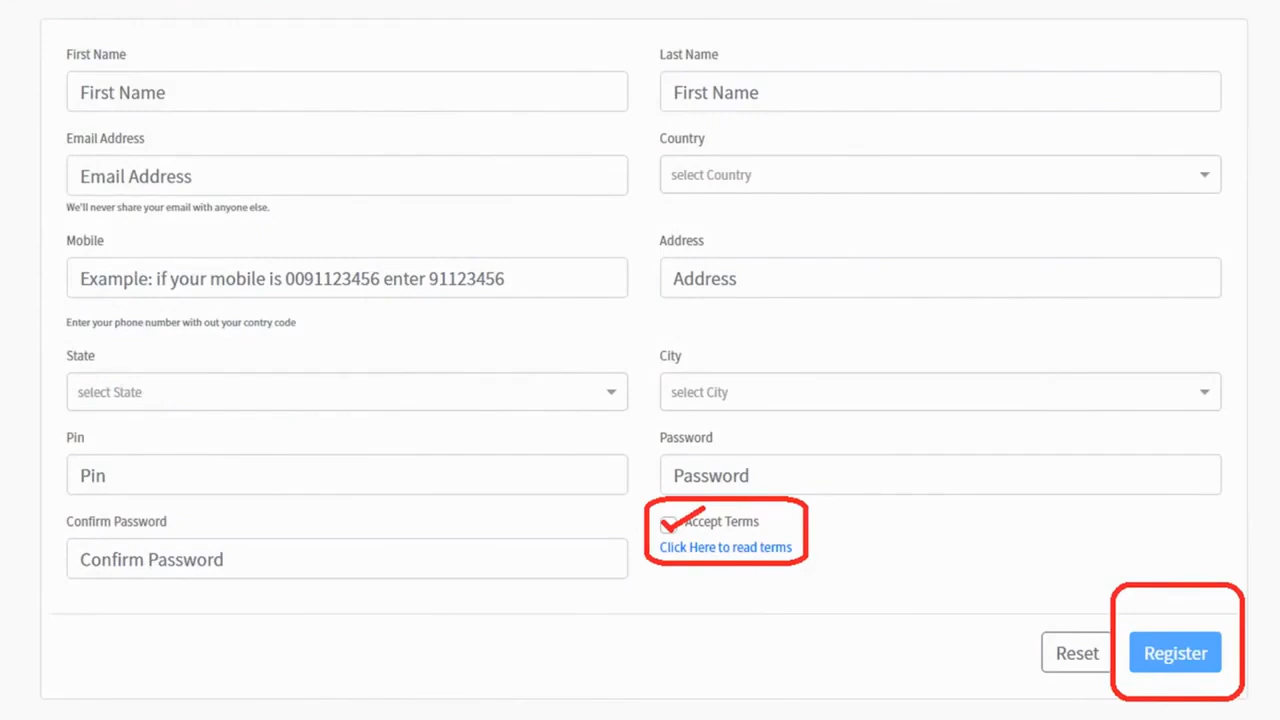 First Name
Last Name
First Name
First Name
Email Address
Country
Email Address
select Country
We'll never share your email with anyone else.
Mobile
Address
Example: if your mobile is 0091123456 enter 91123456
Address
Enter your phone number with out your contry code
State
City
select State
select City
Pin
Password
Pin
Password
Confirm Password
Accept Terms
Click Here to read terms
Confirm Password
Reset
Register